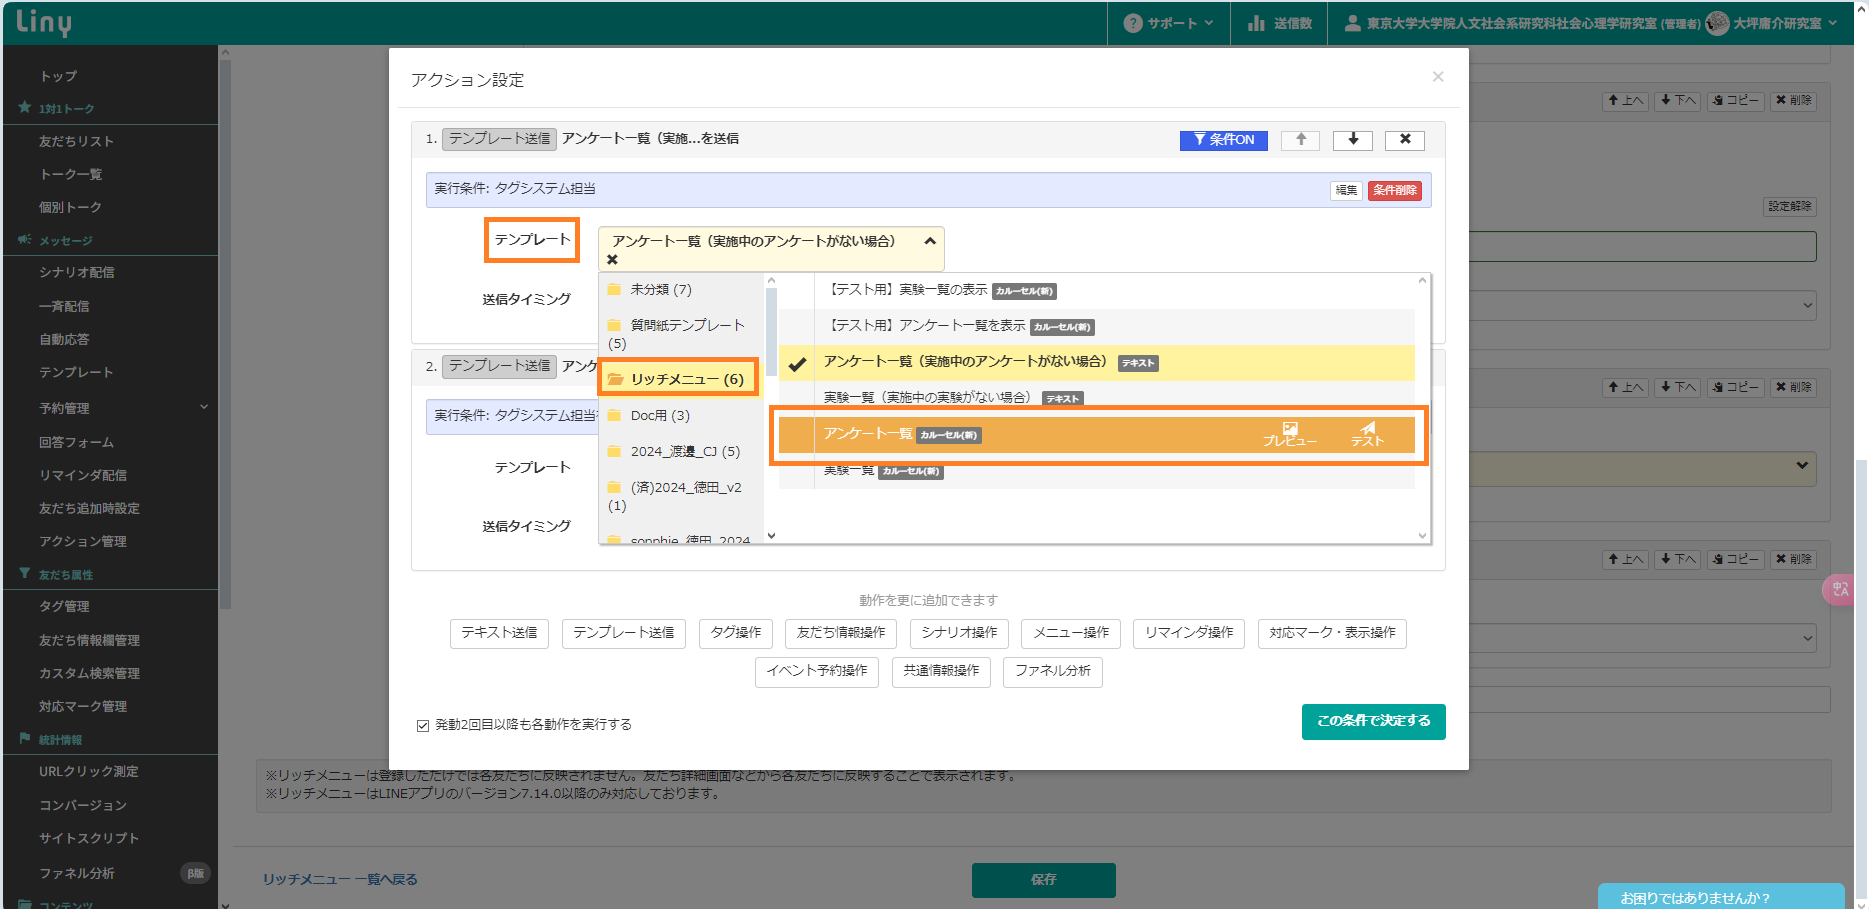 Liny
サポート
送信数
東京大学大学院人文社会系研究科社会心理学研究室 (管理者)
大坪庸介研究室
トップ
1対1トーク
友だちリスト
トーク一覧
個別トーク
メッセージ
シナリオ配信
一斉配信
自動応答
テンプレート
予約管理
回答フォーム
リマインダ配信
友だち追加時設定
アクション管理
友だち属性
タグ管理
友だち情報欄管理
カスタム検索管理
対応マーク管理
統計情報
URLクリック測定
コンバージョン
サイトスクリプト
ファネル分析 β版
コンテンツ
アクション設定
×
1. テンプレート送信 アンケート一覧（実施...を送信
条件ON
実行条件: タグシステム担当
編集 条件削除
テンプレート
アンケート一覧（実施中のアンケートがない場合）
送信タイミング
未分類 (7)
質問紙テンプレート
(5)
リッチメニュー (6)
Doc用 (3)
2024_渡邊_CJ (5)
(済)2024_徳田_v2
(1)
sopphie_徳田_2024
【テスト用】実験一覧の表示 カルーセル(新)
【テスト用】アンケート一覧を表示 カルーセル(新)
アンケート一覧（実施中のアンケートがない場合） テキスト
実験一覧（実施中の実験がない場合） テキスト
アンケート一覧 カルーセル(新)
プレビュー
テスト
実験一覧 カルーセル(新)
2. テンプレート送信 アンケ
実行条件: タグシステム担当
テンプレート
送信タイミング
動作を更に追加できます
テキスト送信 テンプレート送信 タグ操作 友だち情報操作 シナリオ操作 メニュー操作 リマインダ操作 対応マーク・表示操作
イベント予約操作 共通情報操作 ファネル分析
発動2回目以降も各動作を実行する
この条件で決定する
上へ 下へ コピー 削除
設定解除
上へ 下へ コピー 削除
上へ 下へ コピー 削除
中A
※リッチメニューは登録しただけでは各友だちに反映されません。友だち詳細画面などから各友だちに反映することで表示されます。
※リッチメニューはLINEアプリのバージョン7.14.0以降のみ対応しております。
リッチメニュー 一覧へ戻る
保存
お困りではありませんか？